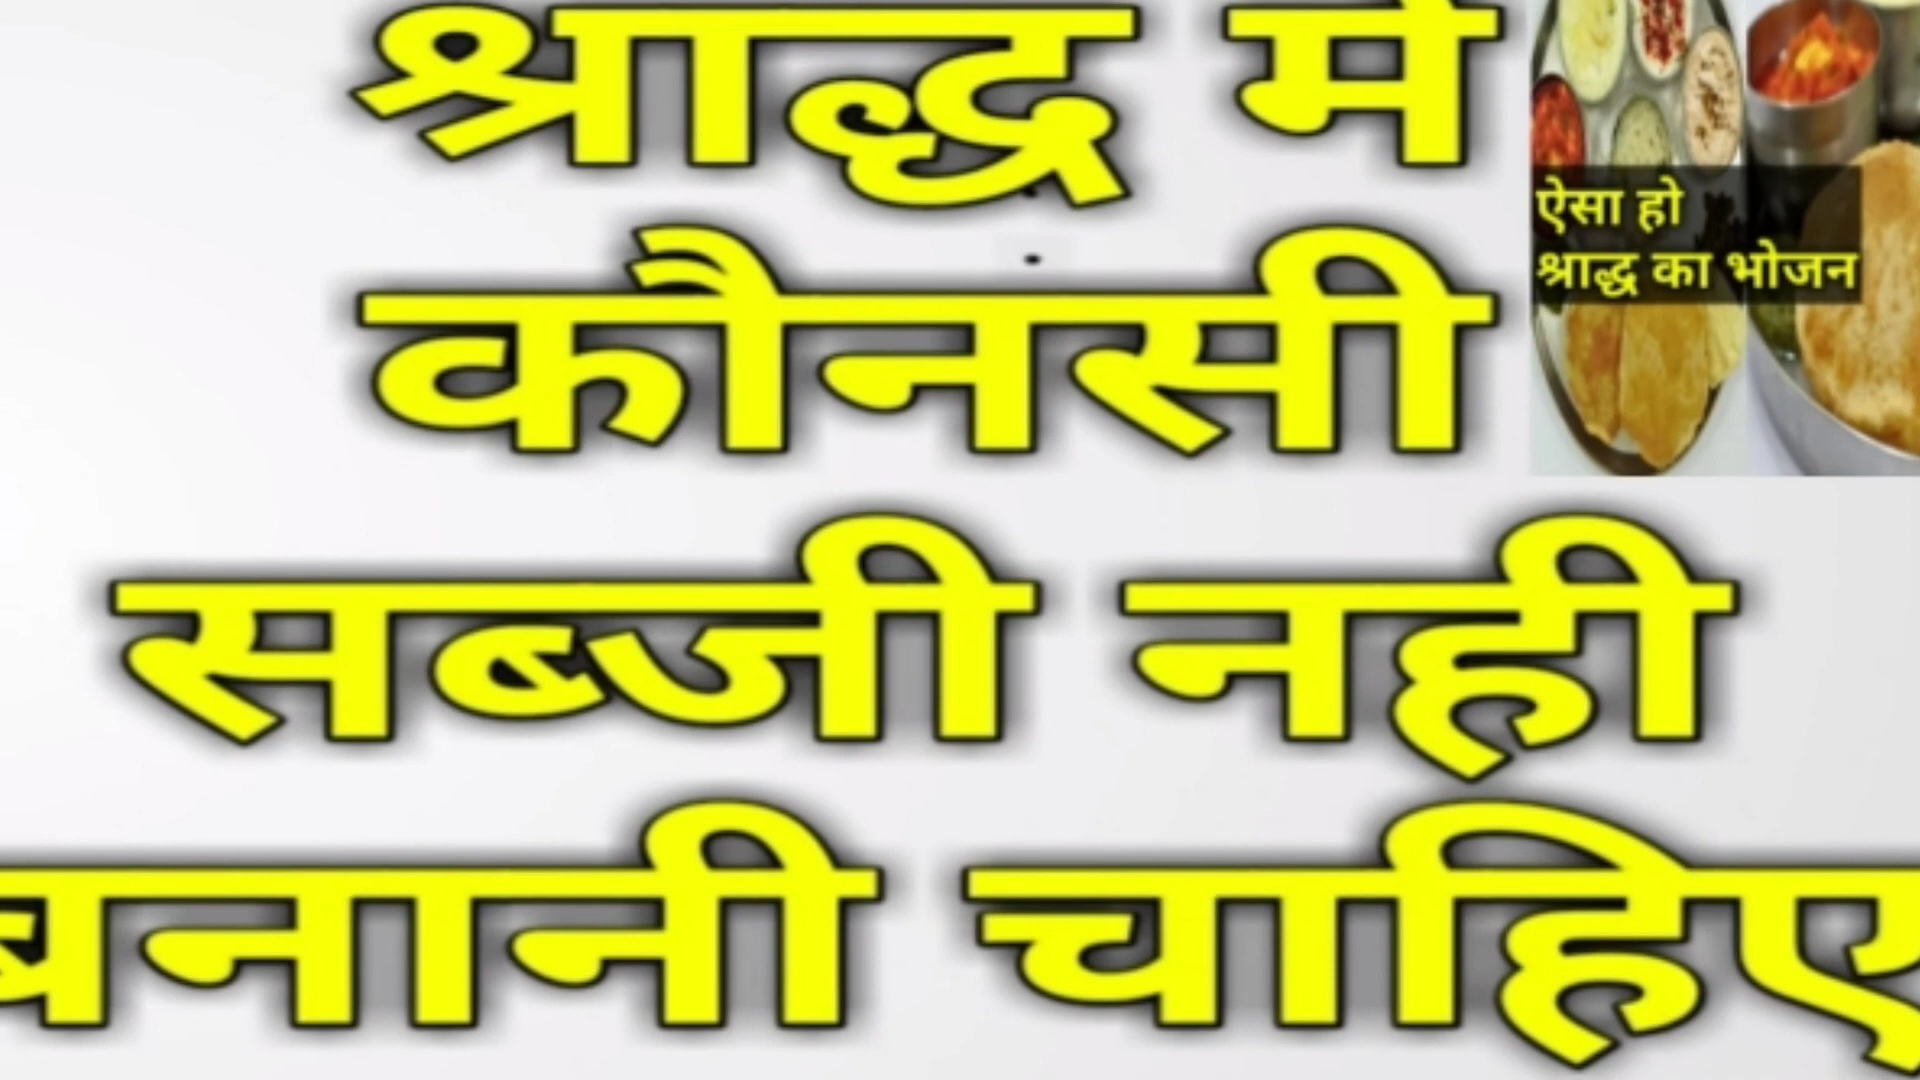 श्राद्ध में
कौनसी
सब्जी नही
बनानी चाहिए
ऐसा हो
श्राद्ध का भोजन